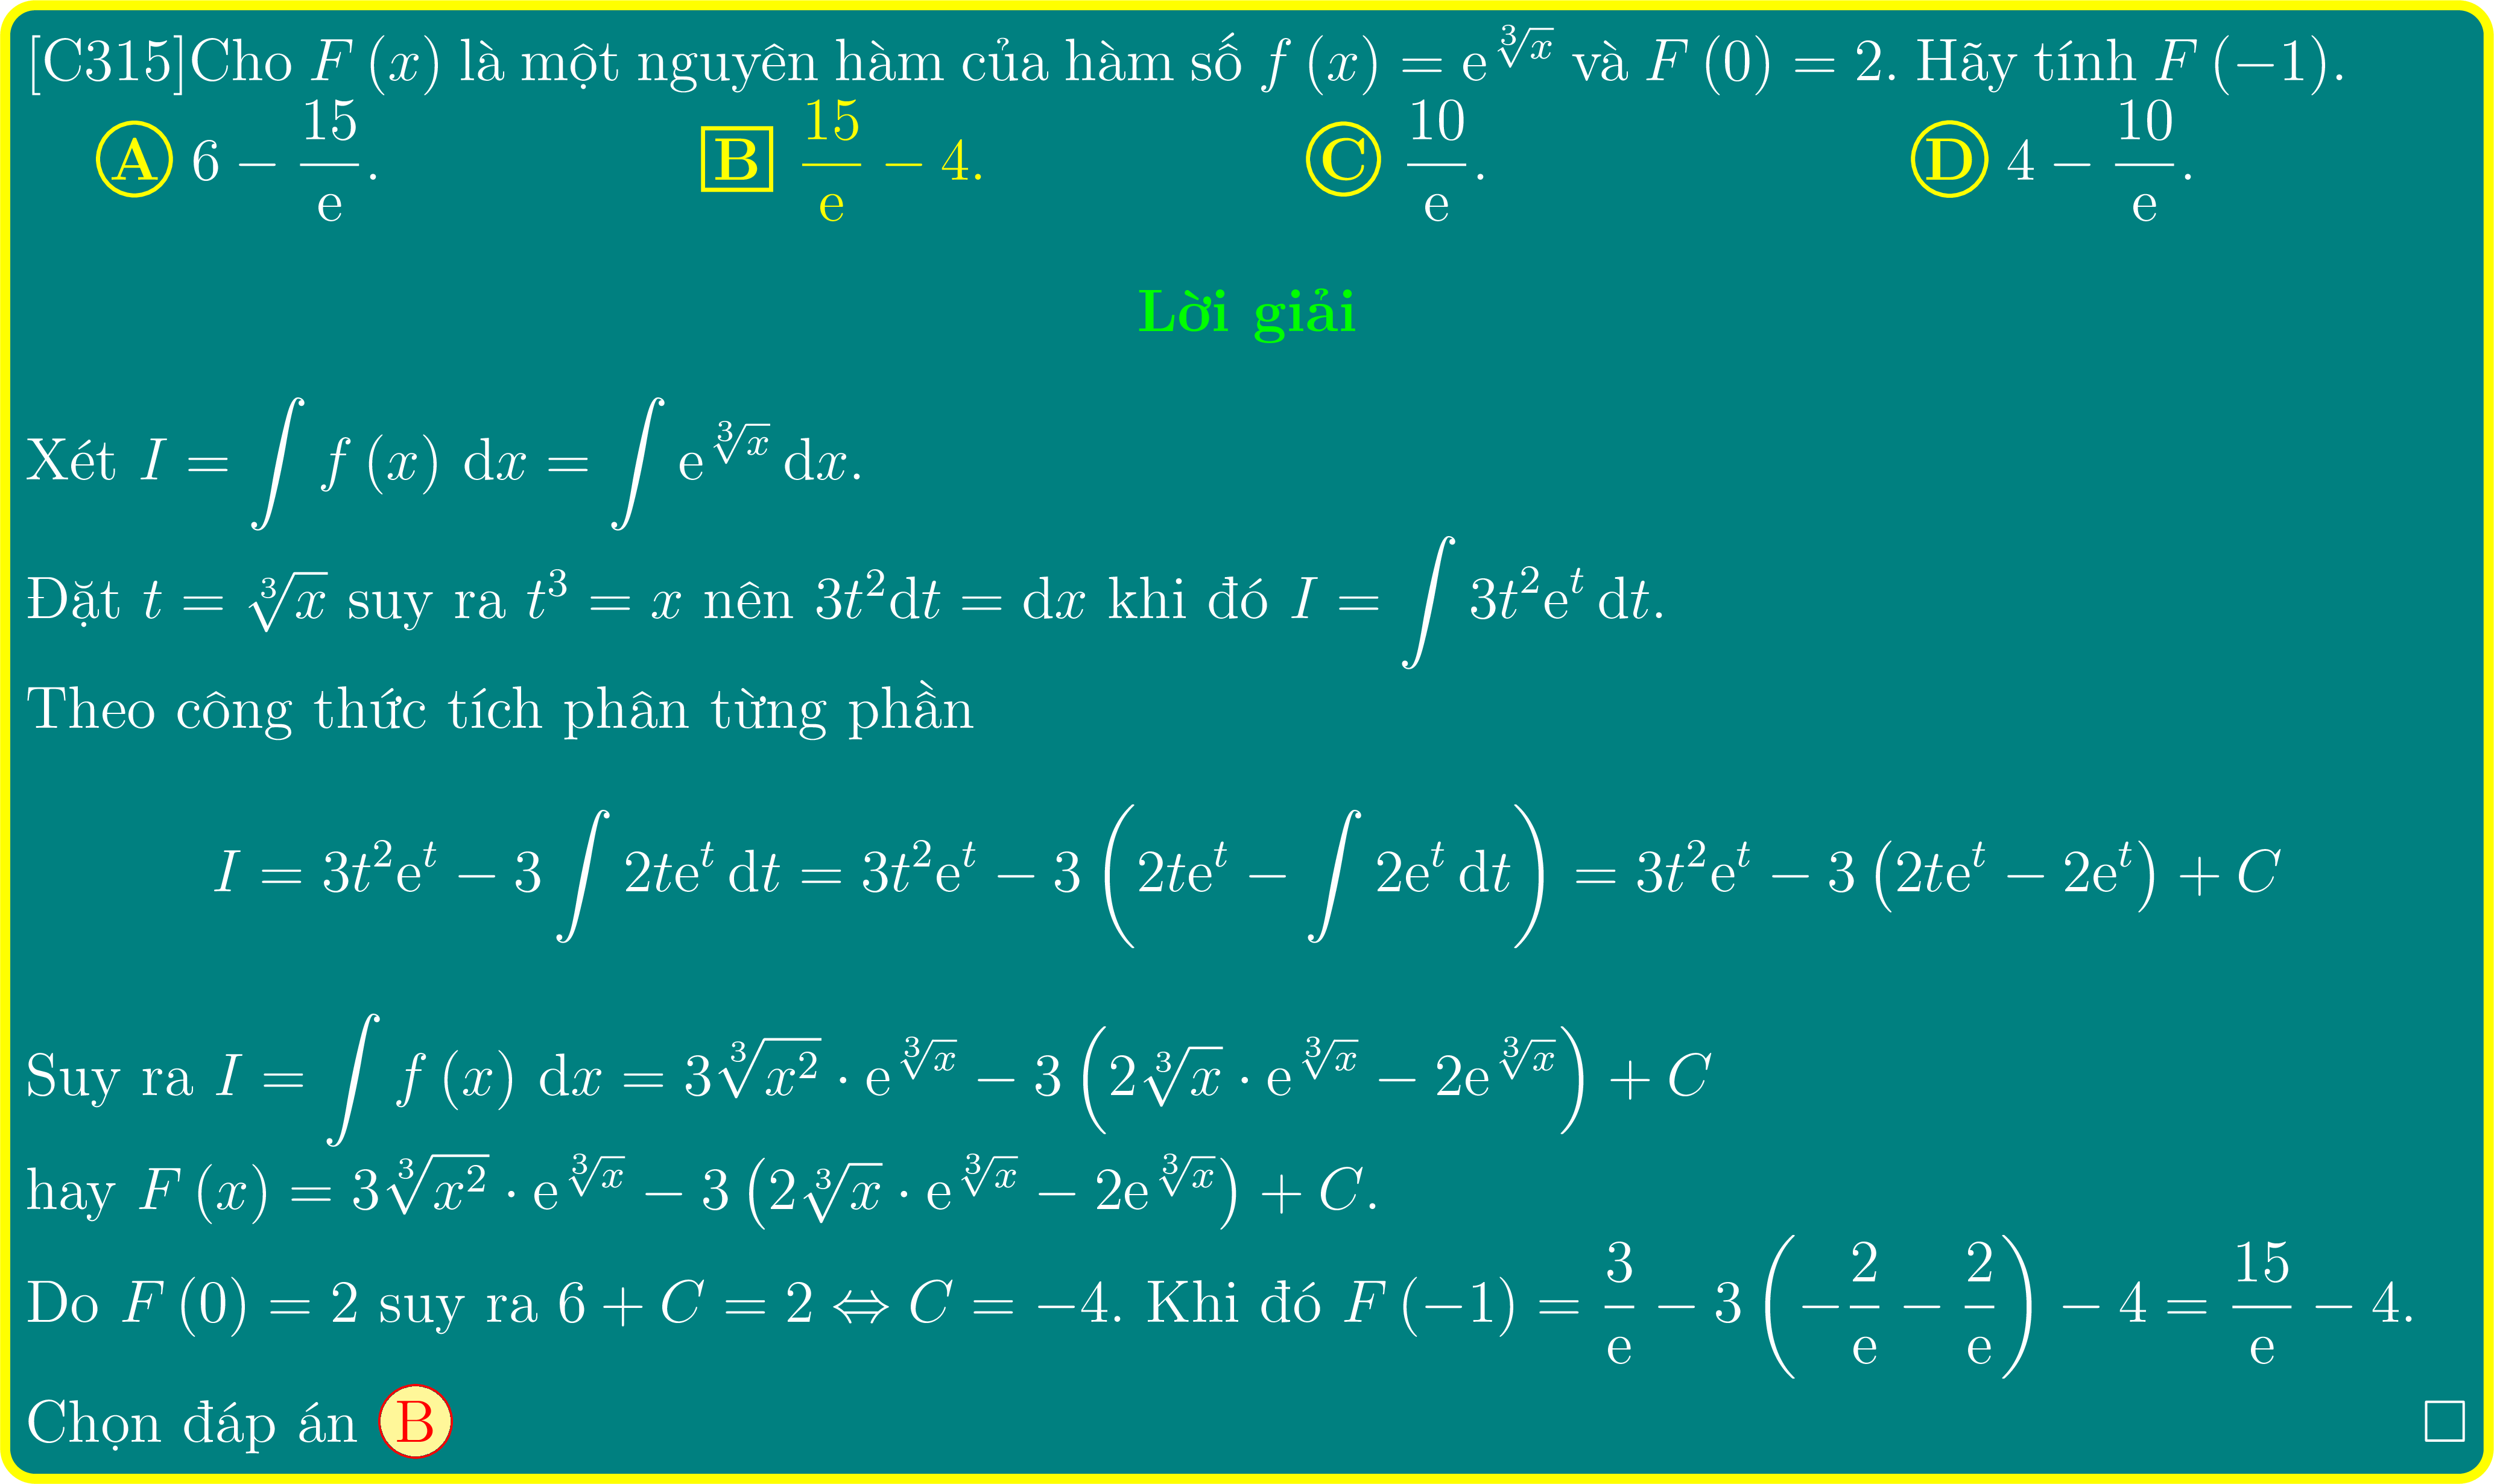 [C315]Cho $F(x)$ là một nguyên hàm của hàm số $f(x) = \mathrm{e}^{\sqrt[3]{x}}$ và $F(0) = 2$. Hãy tính $F(-1)$.
A $6 - \dfrac{15}{\mathrm{e}}$. B $\dfrac{15}{\mathrm{e}} - 4$. C $\dfrac{10}{\mathrm{e}}$. D $4 - \dfrac{10}{\mathrm{e}}$.
Lời giải
Xét $I = \int f(x)\,\mathrm{d}x = \int \mathrm{e}^{\sqrt[3]{x}}\,\mathrm{d}x$.
Đặt $t = \sqrt[3]{x}$ suy ra $t^3 = x$ nên $3t^2\mathrm{d}t = \mathrm{d}x$ khi đó $I = \int 3t^2\mathrm{e}^t\,\mathrm{d}t$.
Theo công thức tích phân từng phần
$I = 3t^2\mathrm{e}^t - 3\int 2t\mathrm{e}^t\,\mathrm{d}t = 3t^2\mathrm{e}^t - 3\left(2t\mathrm{e}^t - \int 2\mathrm{e}^t\,\mathrm{d}t\right) = 3t^2\mathrm{e}^t - 3\left(2t\mathrm{e}^t - 2\mathrm{e}^t\right) + C$
Suy ra $I = \int f(x)\,\mathrm{d}x = 3\sqrt[3]{x^2} \cdot \mathrm{e}^{\sqrt[3]{x}} - 3\left(2\sqrt[3]{x} \cdot \mathrm{e}^{\sqrt[3]{x}} - 2\mathrm{e}^{\sqrt[3]{x}}\right) + C$
hay $F(x) = 3\sqrt[3]{x^2} \cdot \mathrm{e}^{\sqrt[3]{x}} - 3\left(2\sqrt[3]{x} \cdot \mathrm{e}^{\sqrt[3]{x}} - 2\mathrm{e}^{\sqrt[3]{x}}\right) + C$.
Do $F(0) = 2$ suy ra $6 + C = 2 \Leftrightarrow C = -4$. Khi đó $F(-1) = \dfrac{3}{\mathrm{e}} - 3\left(-\dfrac{2}{\mathrm{e}} - \dfrac{2}{\mathrm{e}}\right) - 4 = \dfrac{15}{\mathrm{e}} - 4$.
Chọn đáp án B □